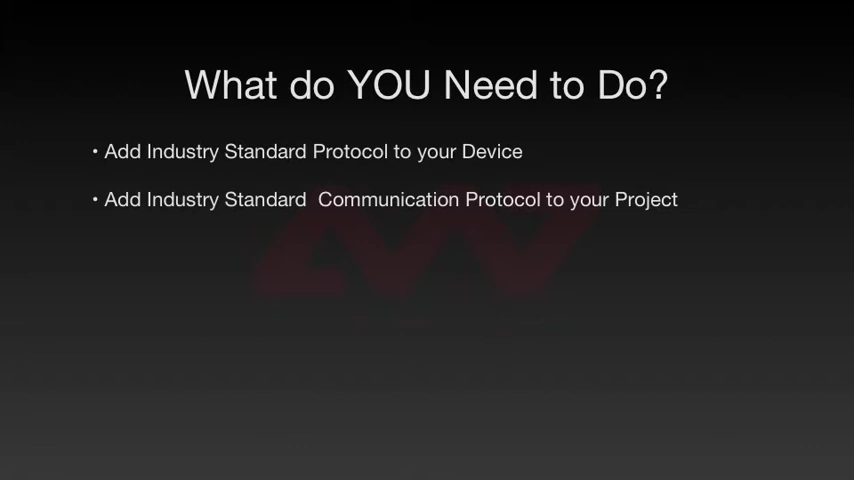 What do YOU Need to Do?
• Add Industry Standard Protocol to your Device
• Add Industry Standard  Communication Protocol to your Project